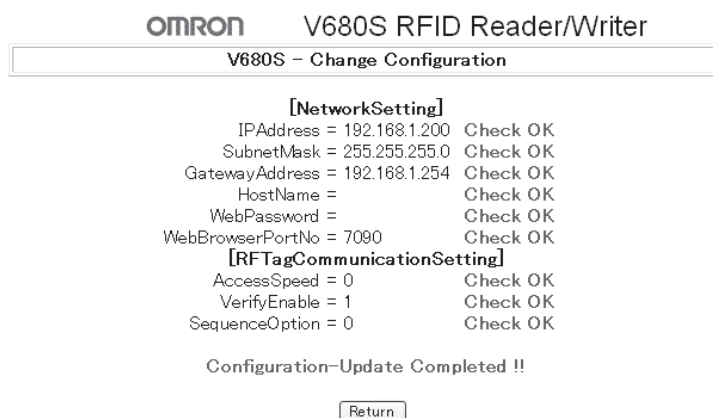 OMRON V680S RFID Reader/Writer
V680S - Change Configuration
[NetworkSetting]
IPAddress = 192.168.1.200 Check OK
SubnetMask = 255.255.255.0 Check OK
GatewayAddress = 192.168.1.254 Check OK
HostName = Check OK
WebPassword = Check OK
WebBrowserPortNo = 7090 Check OK
[RFTagCommunicationSetting]
AccessSpeed = 0 Check OK
VerifyEnable = 1 Check OK
SequenceOption = 0 Check OK
Configuration-Update Completed !!
Return